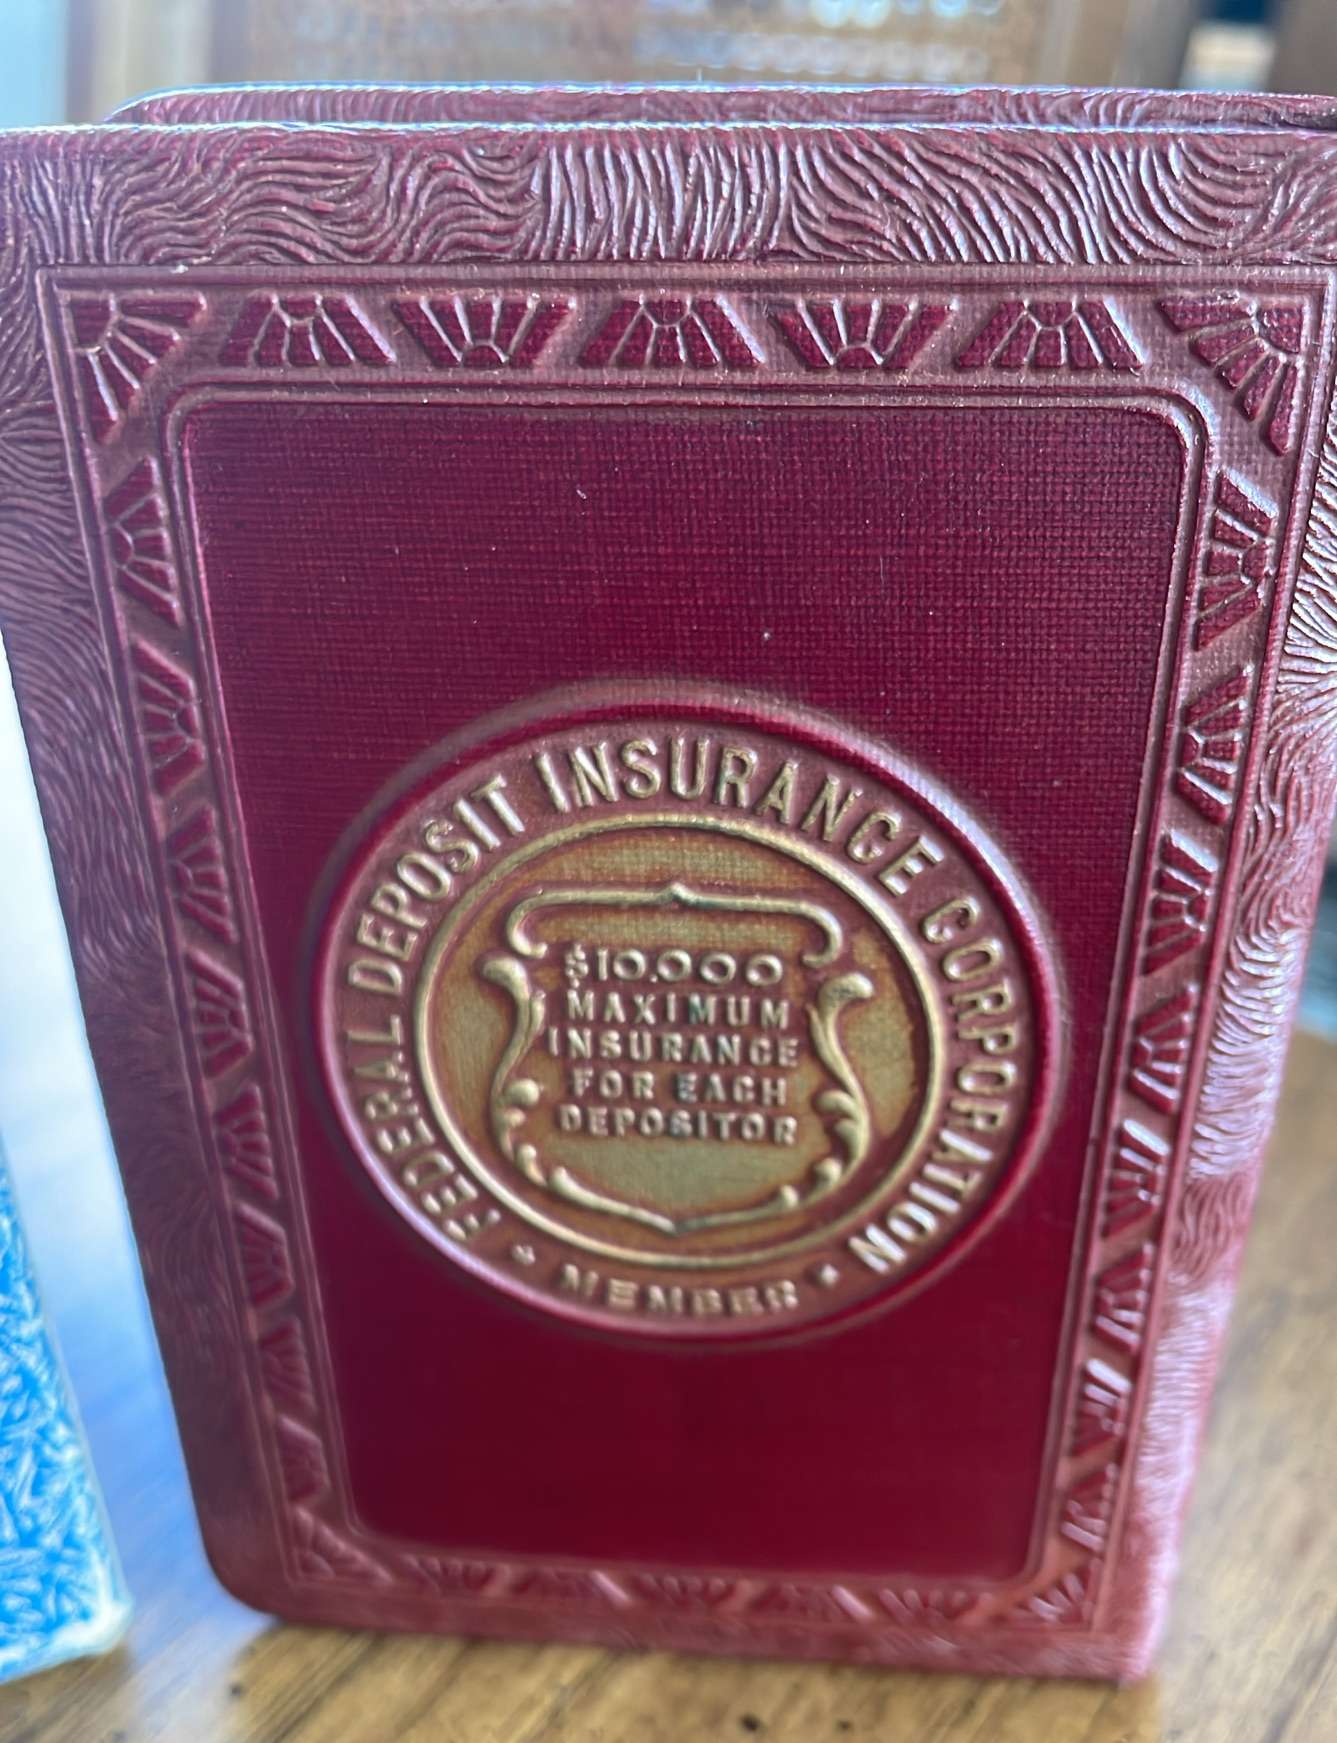 FEDERAL DEPOSIT INSURANCE CORPORATION
$10,000
MAXIMUM
INSURANCE
FOR EACH
DEPOSITOR
• MEMBER •